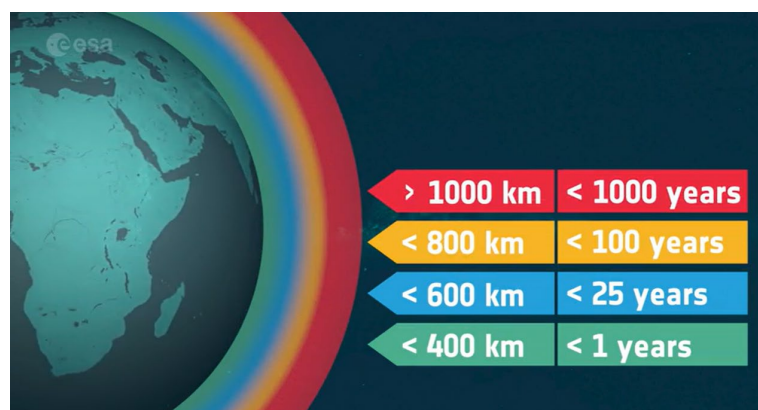 esa
> 1000 km < 1000 years
< 800 km < 100 years
< 600 km < 25 years
< 400 km < 1 years